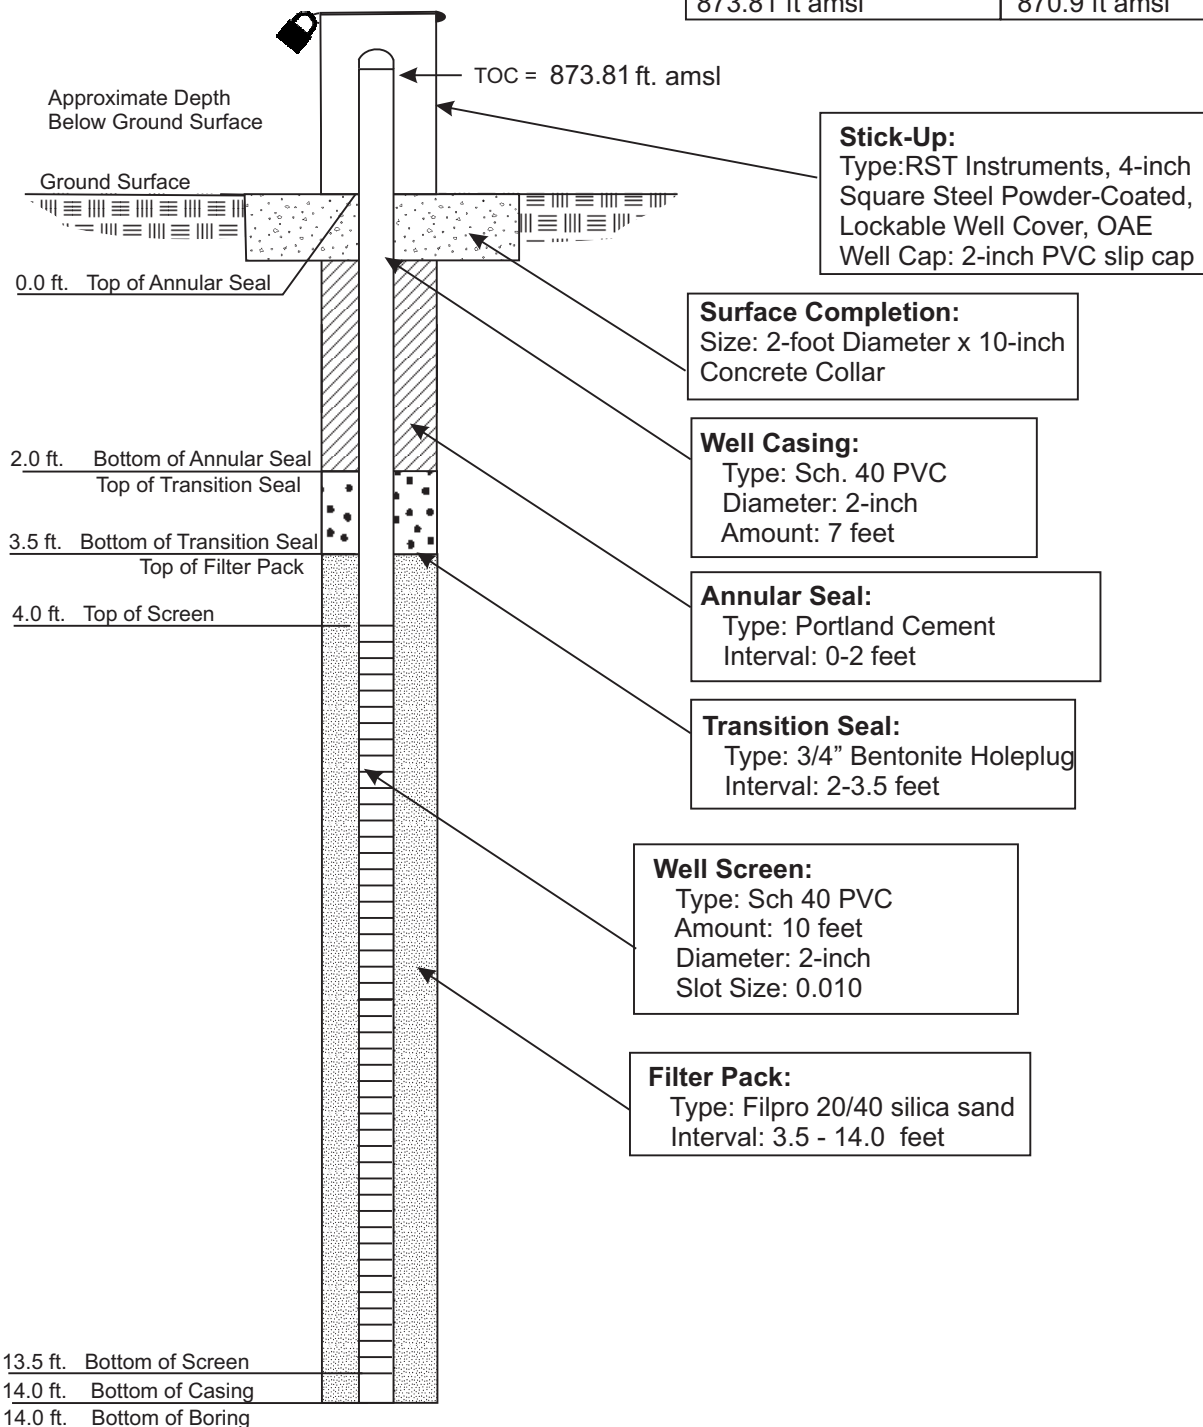 873.81 ft amsl 870.9 ft amsl
TOC = 873.81 ft. amsl
Approximate Depth
Below Ground Surface
Stick-Up:
Type:RST Instruments, 4-inch
Square Steel Powder-Coated,
Lockable Well Cover, OAE
Well Cap: 2-inch PVC slip cap
Ground Surface
0.0 ft. Top of Annular Seal
Surface Completion:
Size: 2-foot Diameter x 10-inch
Concrete Collar
Well Casing:
Type: Sch. 40 PVC
Diameter: 2-inch
Amount: 7 feet
2.0 ft. Bottom of Annular Seal
Top of Transition Seal
3.5 ft. Bottom of Transition Seal
Top of Filter Pack
4.0 ft. Top of Screen
Annular Seal:
Type: Portland Cement
Interval: 0-2 feet
Transition Seal:
Type: 3/4” Bentonite Holeplug
Interval: 2-3.5 feet
Well Screen:
Type: Sch 40 PVC
Amount: 10 feet
Diameter: 2-inch
Slot Size: 0.010
Filter Pack:
Type: Filpro 20/40 silica sand
Interval: 3.5 - 14.0 feet
13.5 ft. Bottom of Screen
14.0 ft. Bottom of Casing
14.0 ft. Bottom of Boring